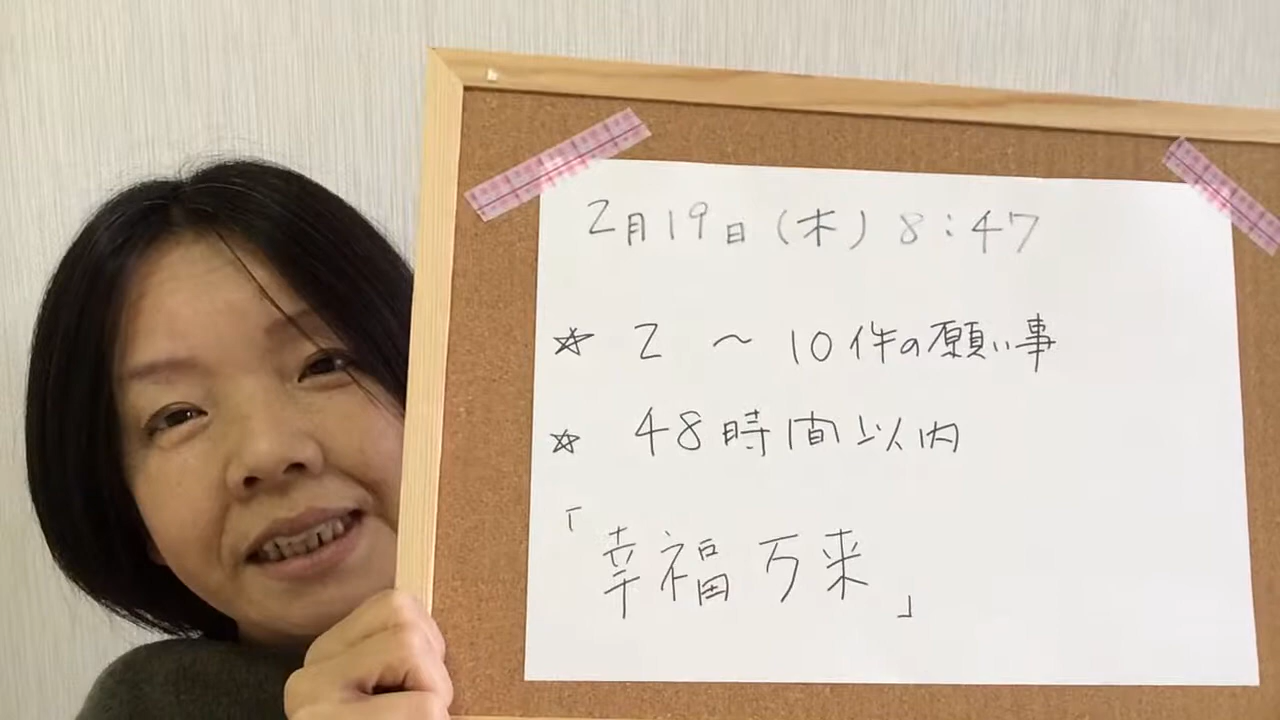 2月19日(木) 8:47
☆ 2 〜 10件の願い事
☆ 48時間以内
「幸福万来」